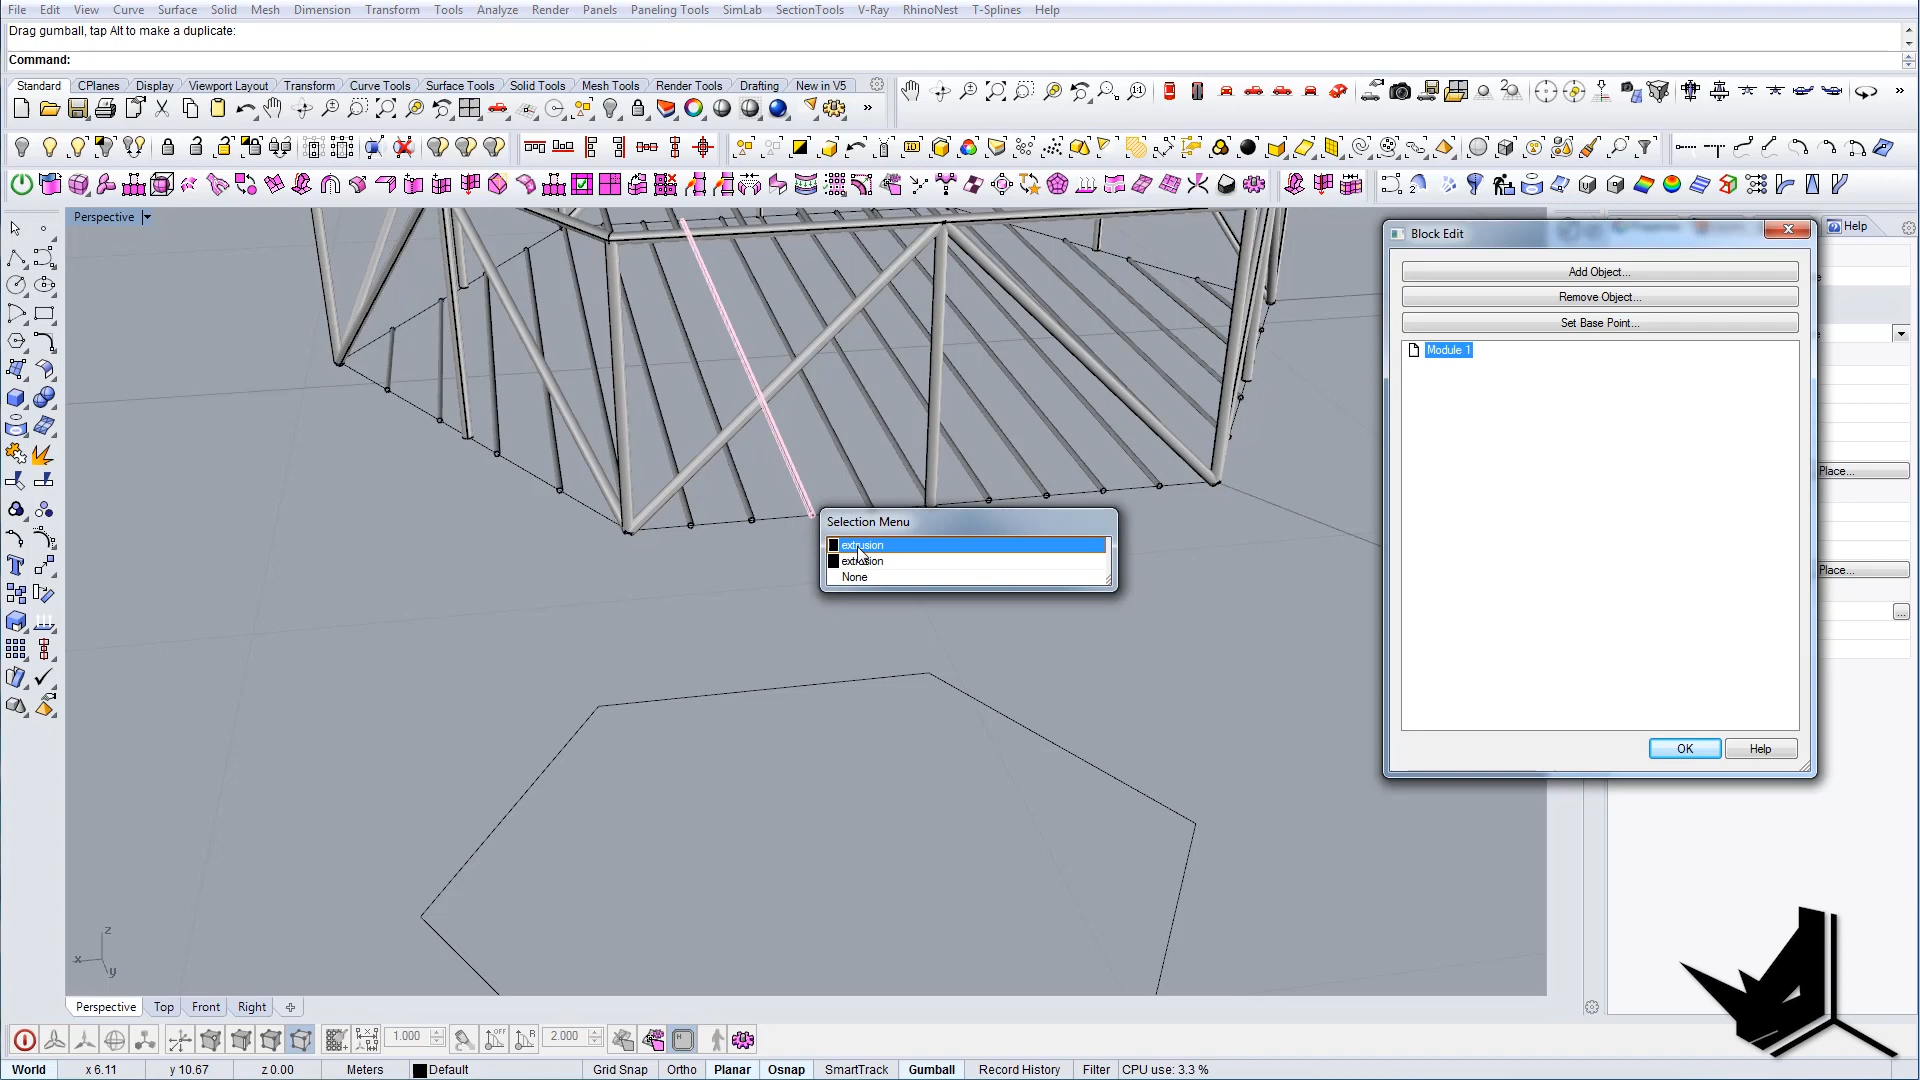 File Edit View Curve Surface Solid Mesh Dimension Transform Tools Analyze Render Panels Paneling Tools SimLab SectionTools V-Ray RhinoNest T-Splines Help
Drag gumball, tap Alt to make a duplicate:
Command:
Standard CPlanes Display Viewport Layout Transform Curve Tools Surface Tools Solid Tools Mesh Tools Render Tools Drafting New in V5
Perspective
Help
Block Edit
Add Object...
Remove Object...
Set Base Point...
Module 1
Place...
Selection Menu
extrusion
extrusion
None
Place...
...
OK Help
z
x
y
Perspective Top Front Right
1.000 2.000
World x 6.11 y 10.67 z 0.00 Meters Default Grid Snap Ortho Planar Osnap SmartTrack Gumball Record History Filter CPU use: 3.3 %